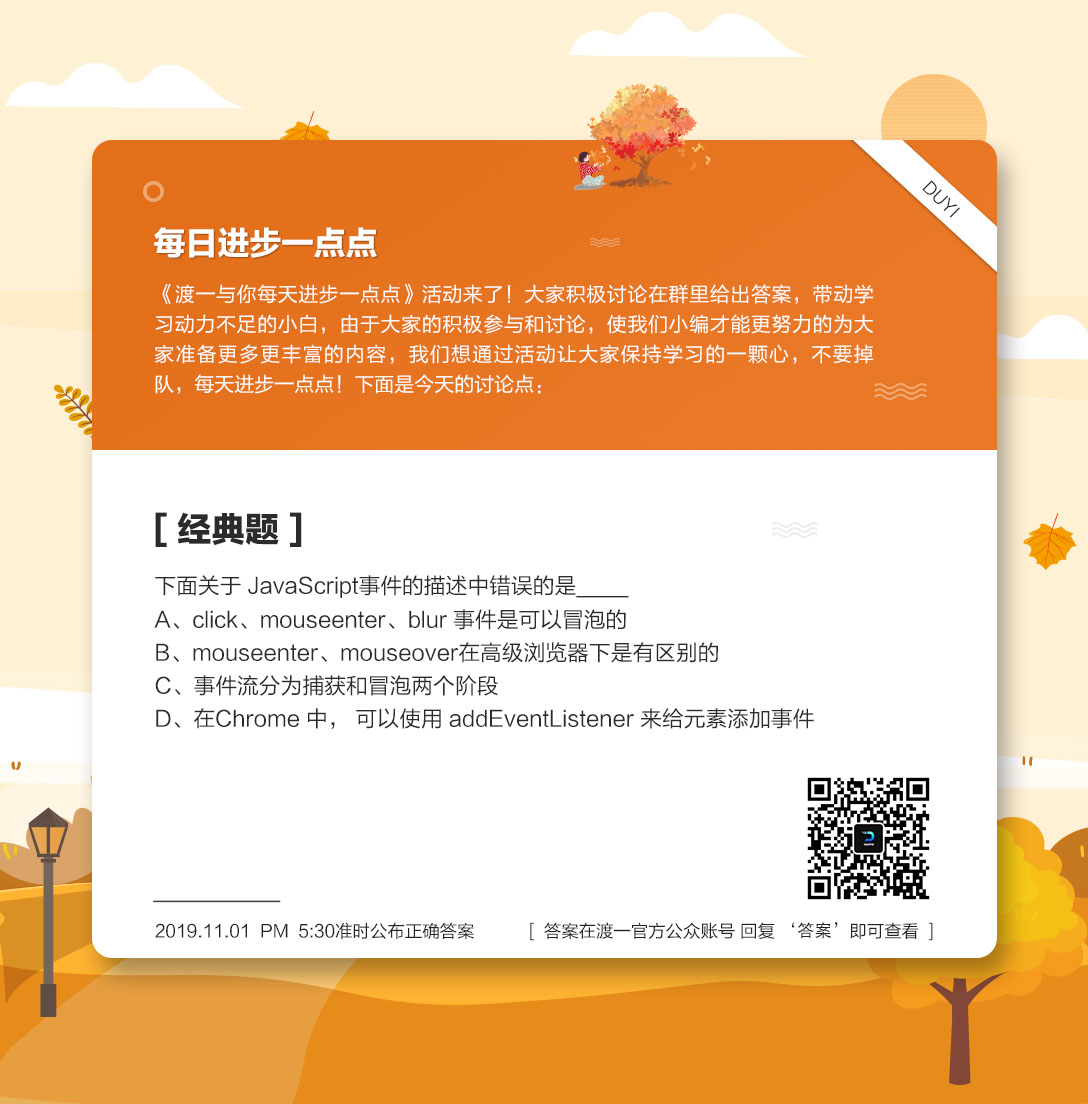 DUYI
每日进步一点点
《渡一与你每天进步一点点》活动来了！大家积极讨论在群里给出答案，带动学
习动力不足的小白，由于大家的积极参与和讨论，使我们小编才能更努力的为大
家准备更多更丰富的内容，我们想通过活动让大家保持学习的一颗心，不要掉
队，每天进步一点点！下面是今天的讨论点：
[ 经典题 ]
下面关于 JavaScript事件的描述中错误的是____
A、click、mouseenter、blur 事件是可以冒泡的
B、mouseenter、mouseover在高级浏览器下是有区别的
C、事件流分为捕获和冒泡两个阶段
D、在Chrome 中， 可以使用 addEventListener 来给元素添加事件
2019.11.01 PM 5:30准时公布正确答案
[ 答案在渡一官方公众账号 回复 ‘答案’即可查看 ]